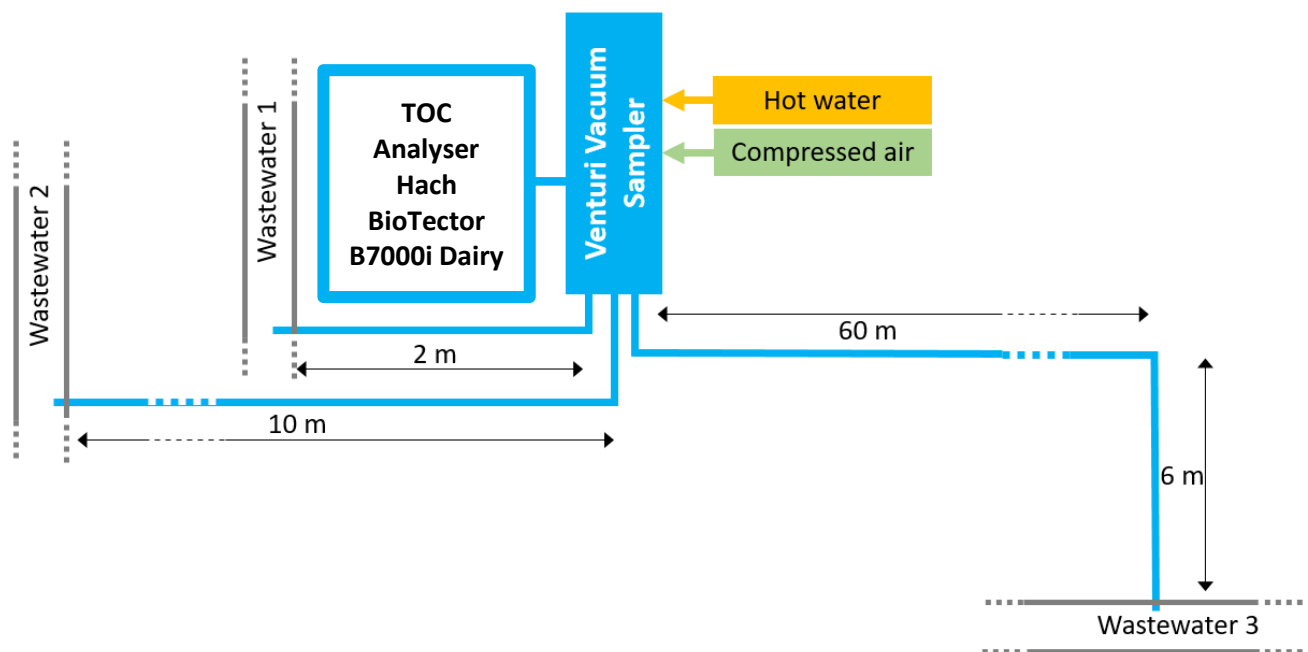 Wastewater 2
Wastewater 1
TOC
Analyser
Hach
BioTector
B7000i Dairy
Venturi Vacuum
Sampler
Hot water
Compressed air
2 m
10 m
60 m
6 m
Wastewater 3